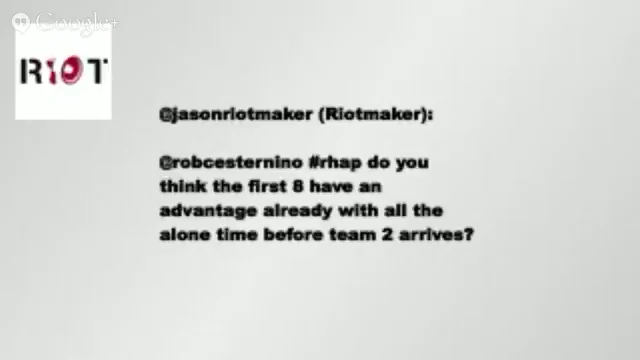 Google+
RIOT
@jasonriotmaker (Riotmaker):
@robcesternino #rhap do you
think the first 8 have an
advantage already with all the
alone time before team 2 arrives?